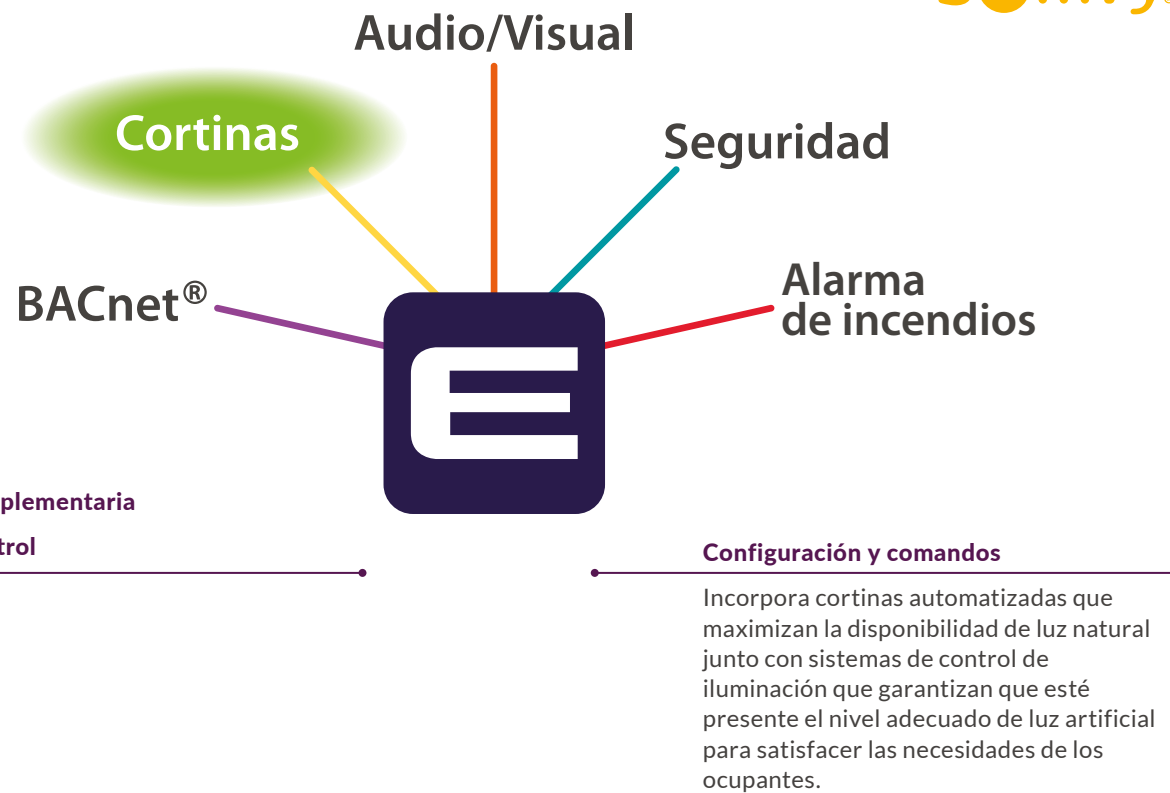 Audio/Visual
Cortinas
Seguridad
BACnet®
Alarma
de incendios
E
plementaria
trol
Configuración y comandos
Incorpora cortinas automatizadas que
maximizan la disponibilidad de luz natural
junto con sistemas de control de
iluminación que garantizan que esté
presente el nivel adecuado de luz artificial
para satisfacer las necesidades de los
ocupantes.